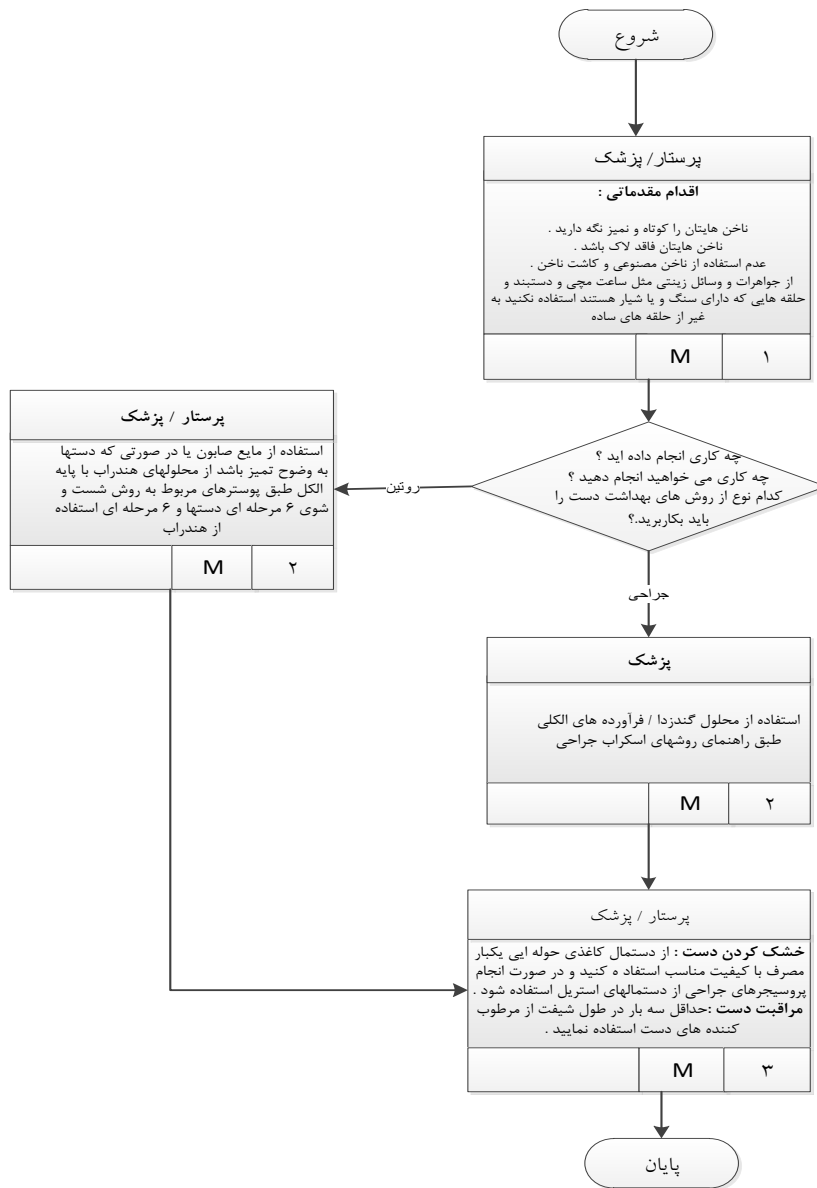 شروع
پرستار/ پزشک
اقدام مقدماتی :
ناخن هایتان را کوتاه و نمیز نگه دارید .
ناخن هایتان فاقد لاک باشد .
عدم استفاده از ناخن مصنوعی و کاشت ناخن .
از جواهرات و وسائل زینتی مثل ساعت مچی و دستبند و
حلقه هایی که دارای سنگ و یا شیار هستند استفاده نکنید به
غیر از حلقه های ساده
۱ M
چه کاری انجام داده اید ؟
چه کاری می خواهید انجام دهید ؟
کدام نوع از روش های بهداشت دست را
باید بکاربرید.؟
روتین
پرستار / پزشک
استفاده از مایع صابون یا در صورتی که دستها
به وضوح تمیز باشد از محلولهای هندراب با پایه
الکل طبق پوسترهای مربوط به روش شست و
شوی ۶ مرحله ای دستها و ۶ مرحله ای استفاده
از هندراب
۲ M
جراحی
پزشک
استفاده از محلول گندزدا / فرآورده های الکلی
طبق راهنمای روشهای اسکراب جراحی
۲ M
پرستار / پزشک
خشک کردن دست : از دستمال کاغذی حوله ایی یکبار
مصرف با کیفیت مناسب استفاد ه کنید و در صورت انجام
پروسیجرهای جراحی از دستمالهای استریل استفاده شود .
مراقبت دست :حداقل سه بار در طول شیفت از مرطوب
کننده های دست استفاده نمایید .
۳ M
پایان